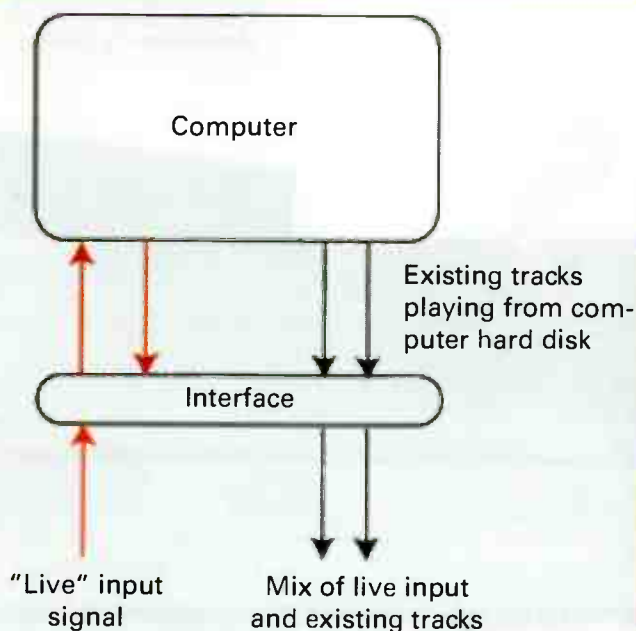 Computer
Existing tracks
playing from com-
puter hard disk
Interface
"Live" input
signal
Mix of live input
and existing tracks